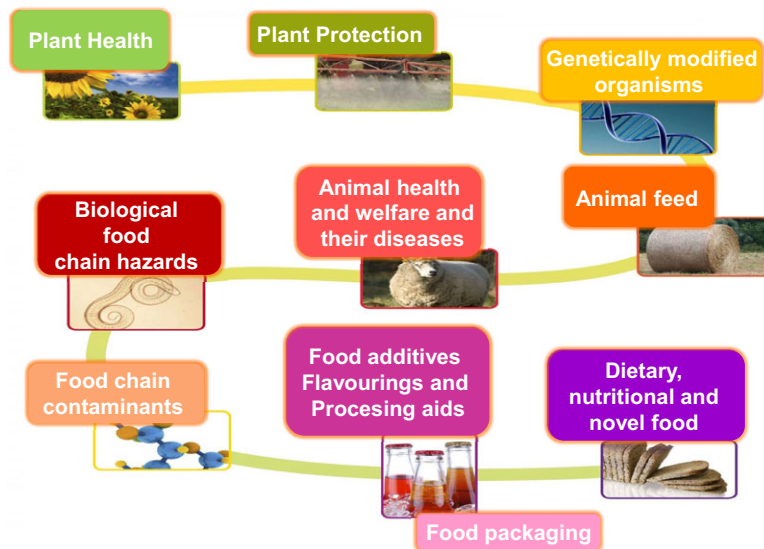 Plant Health
Plant Protection
Genetically modified
organisms
Animal feed
Animal health
and welfare and
their diseases
Biological
food
chain hazards
Food chain
contaminants
Food additives
Flavourings and
Procesing aids
Food packaging
Dietary,
nutritional and
novel food